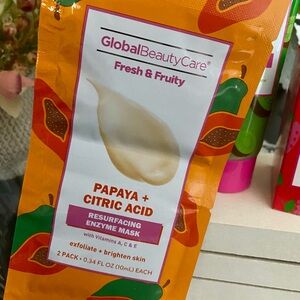 GlobalBeautyCare®
Fresh & Fruity
PAPAYA +
CITRIC ACID
RESURFACING
ENZYME MASK
with Vitamins A, C & E
exfoliate + brighten skin
2 PACK • 0.34 FL OZ (10mL) EACH